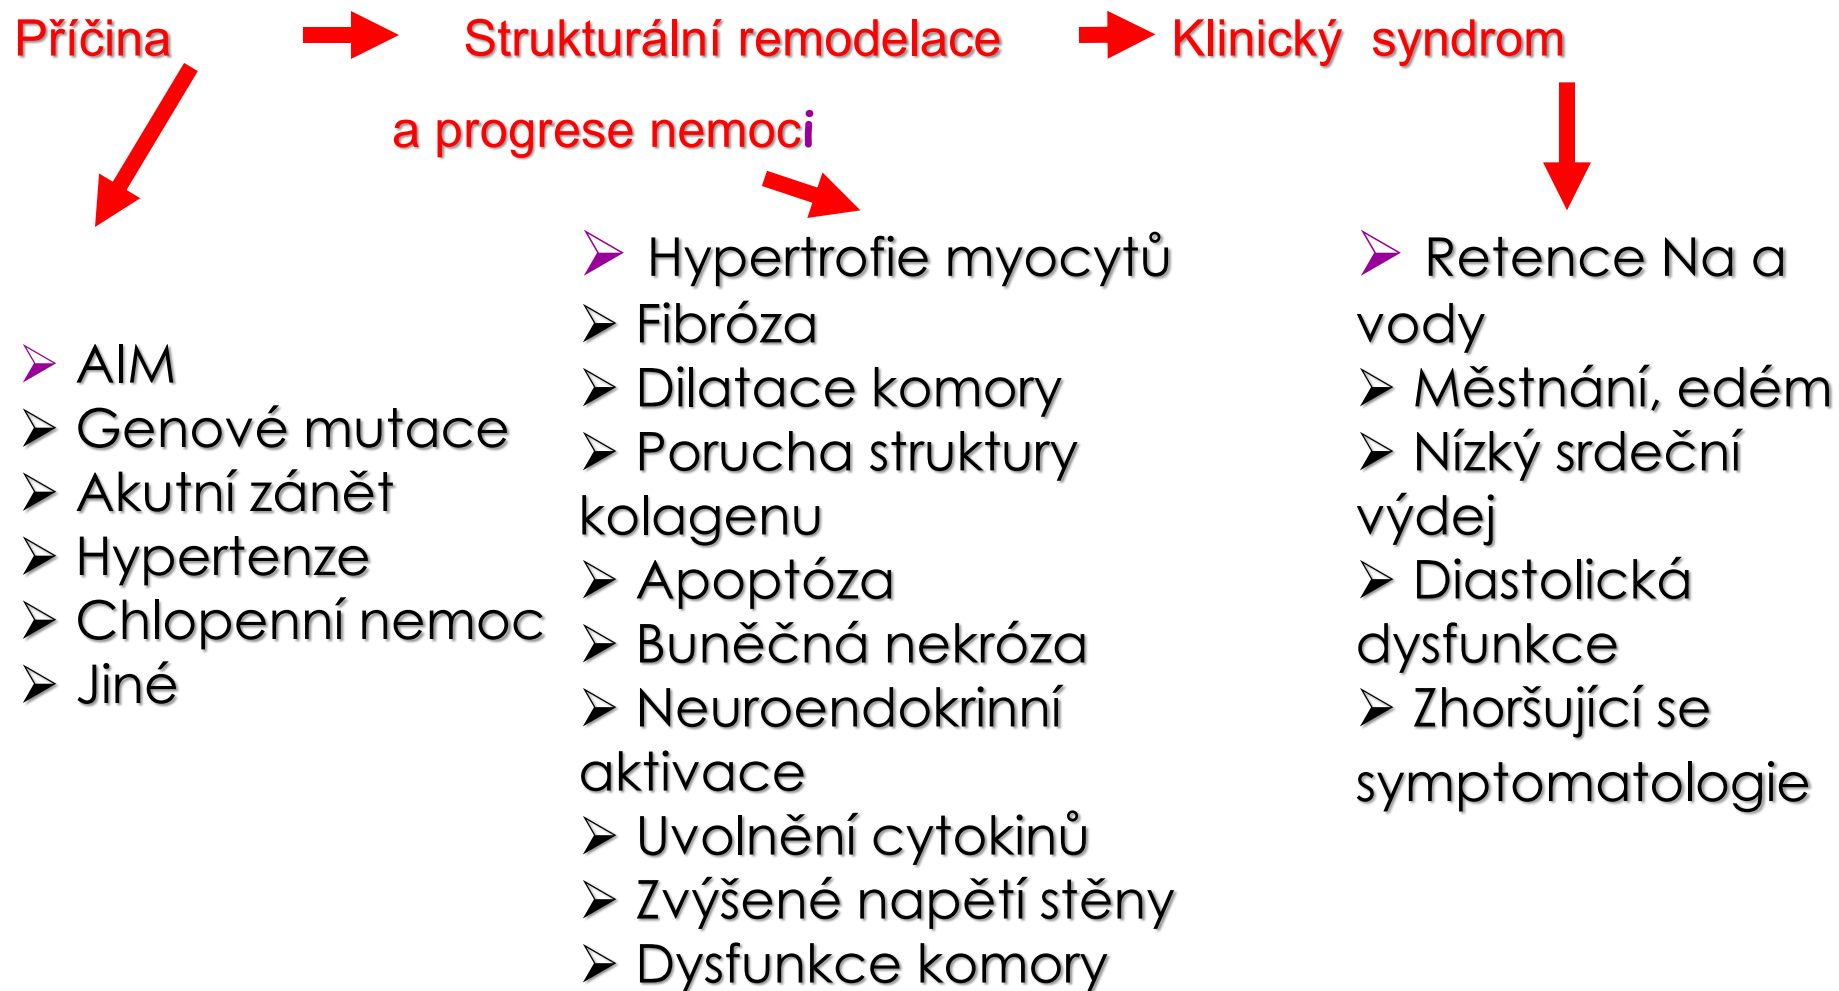 Příčina
Strukturální remodelace
a progrese nemoci
Klinický syndrom
➢ AIM
➢ Genové mutace
➢ Akutní zánět
➢ Hypertenze
➢ Chlopenní nemoc
➢ Jiné
➢ Hypertrofie myocytů
➢ Fibróza
➢ Dilatace komory
➢ Porucha struktury
kolagenu
➢ Apoptóza
➢ Buněčná nekróza
➢ Neuroendokrinní
aktivace
➢ Uvolnění cytokinů
➢ Zvýšené napětí stěny
➢ Dysfunkce komory
➢ Retence Na a
vody
➢ Městnání, edém
➢ Nízký srdeční
výdej
➢ Diastolická
dysfunkce
➢ Zhoršující se
symptomatologie